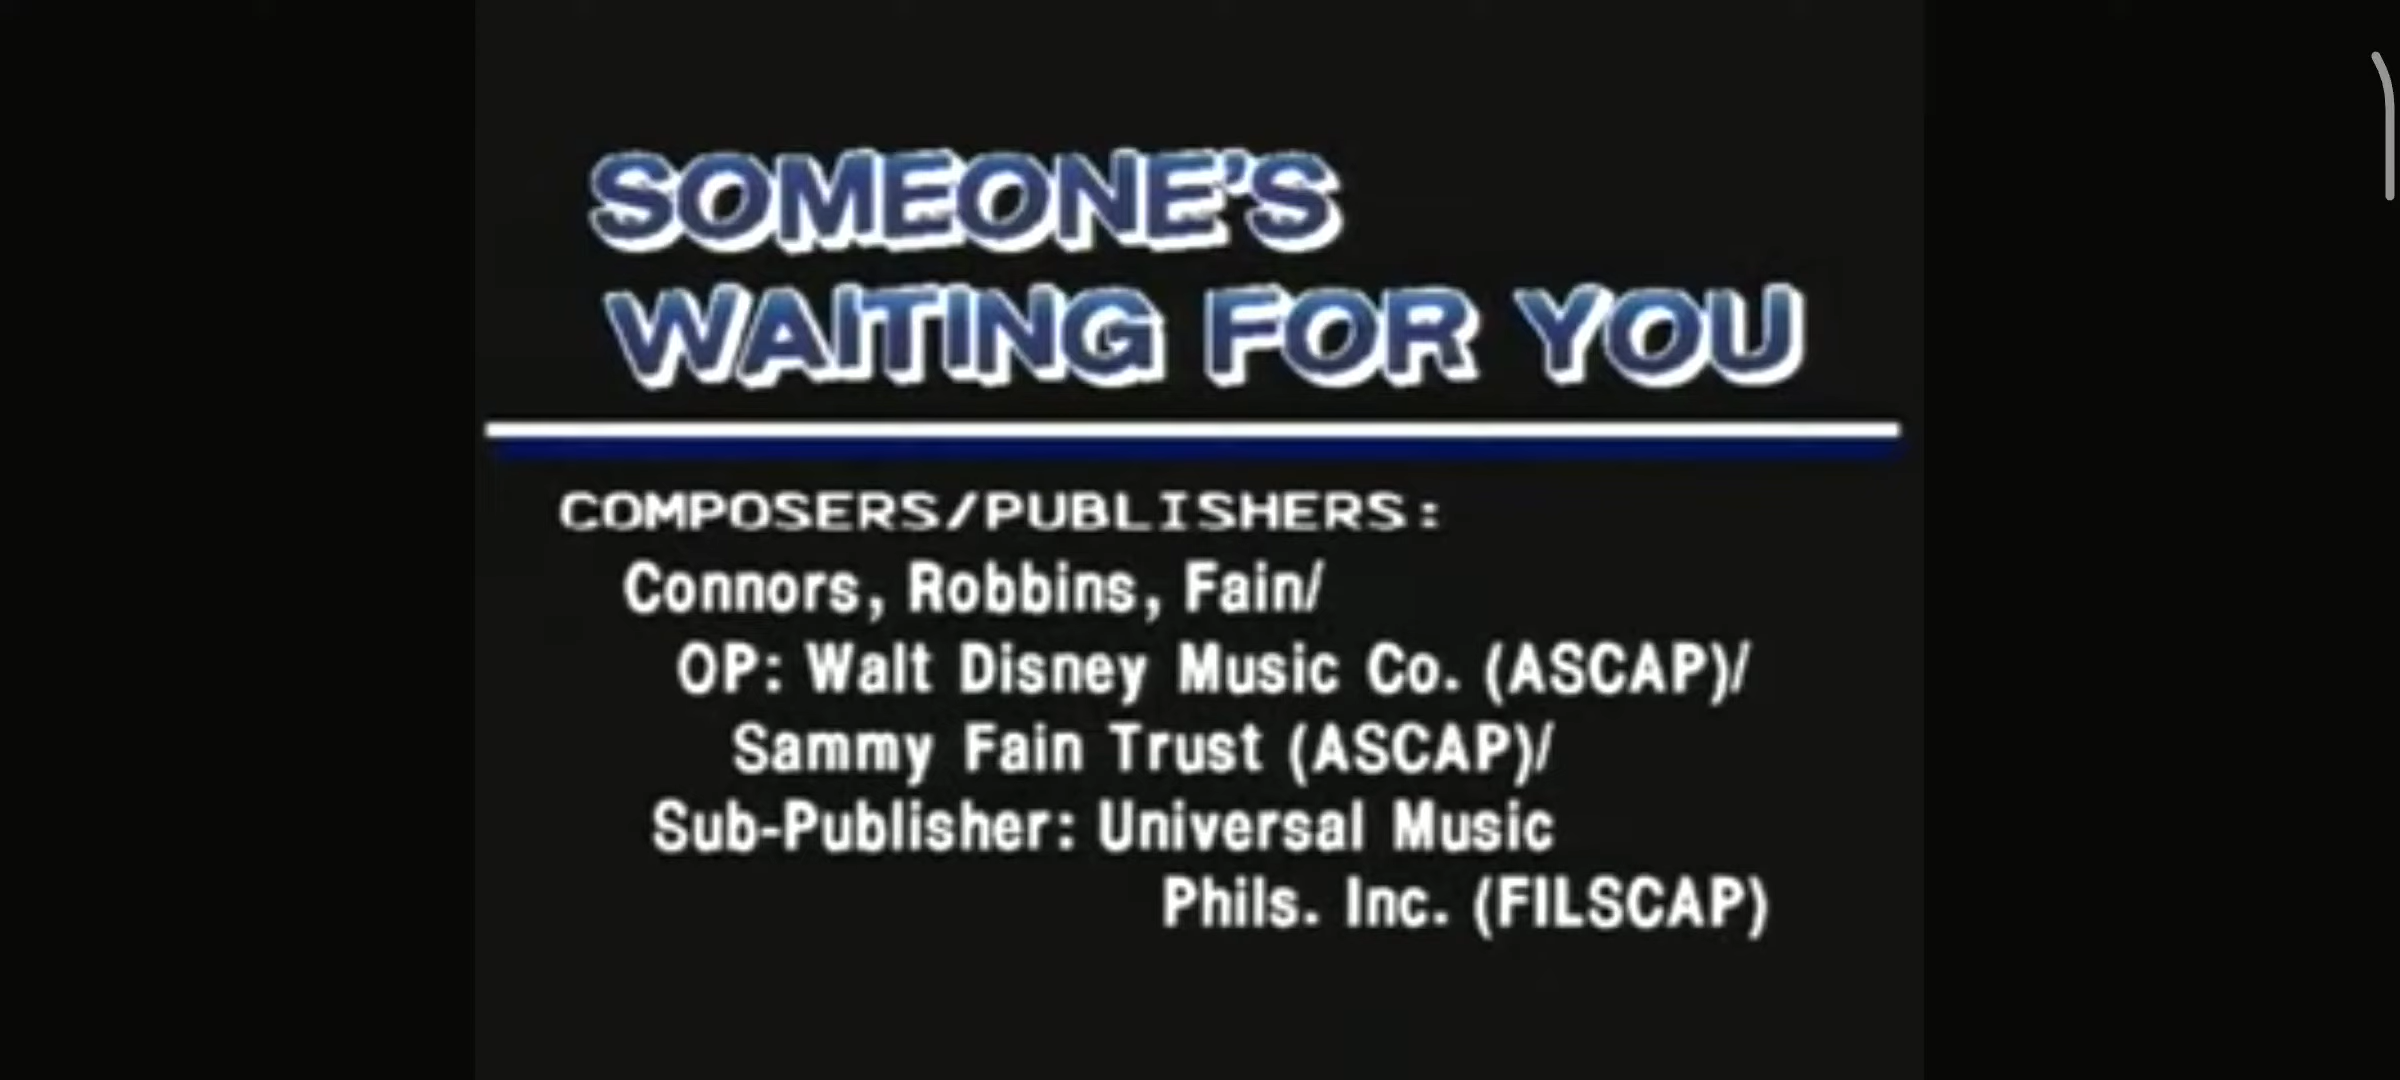 SOMEONE'S
WAITING FOR YOU
COMPOSERS/PUBLISHERS:
Connors, Robbins, Fain/
OP: Walt Disney Music Co. (ASCAP)/
Sammy Fain Trust (ASCAP)/
Sub-Publisher: Universal Music
Phils. Inc. (FILSCAP)